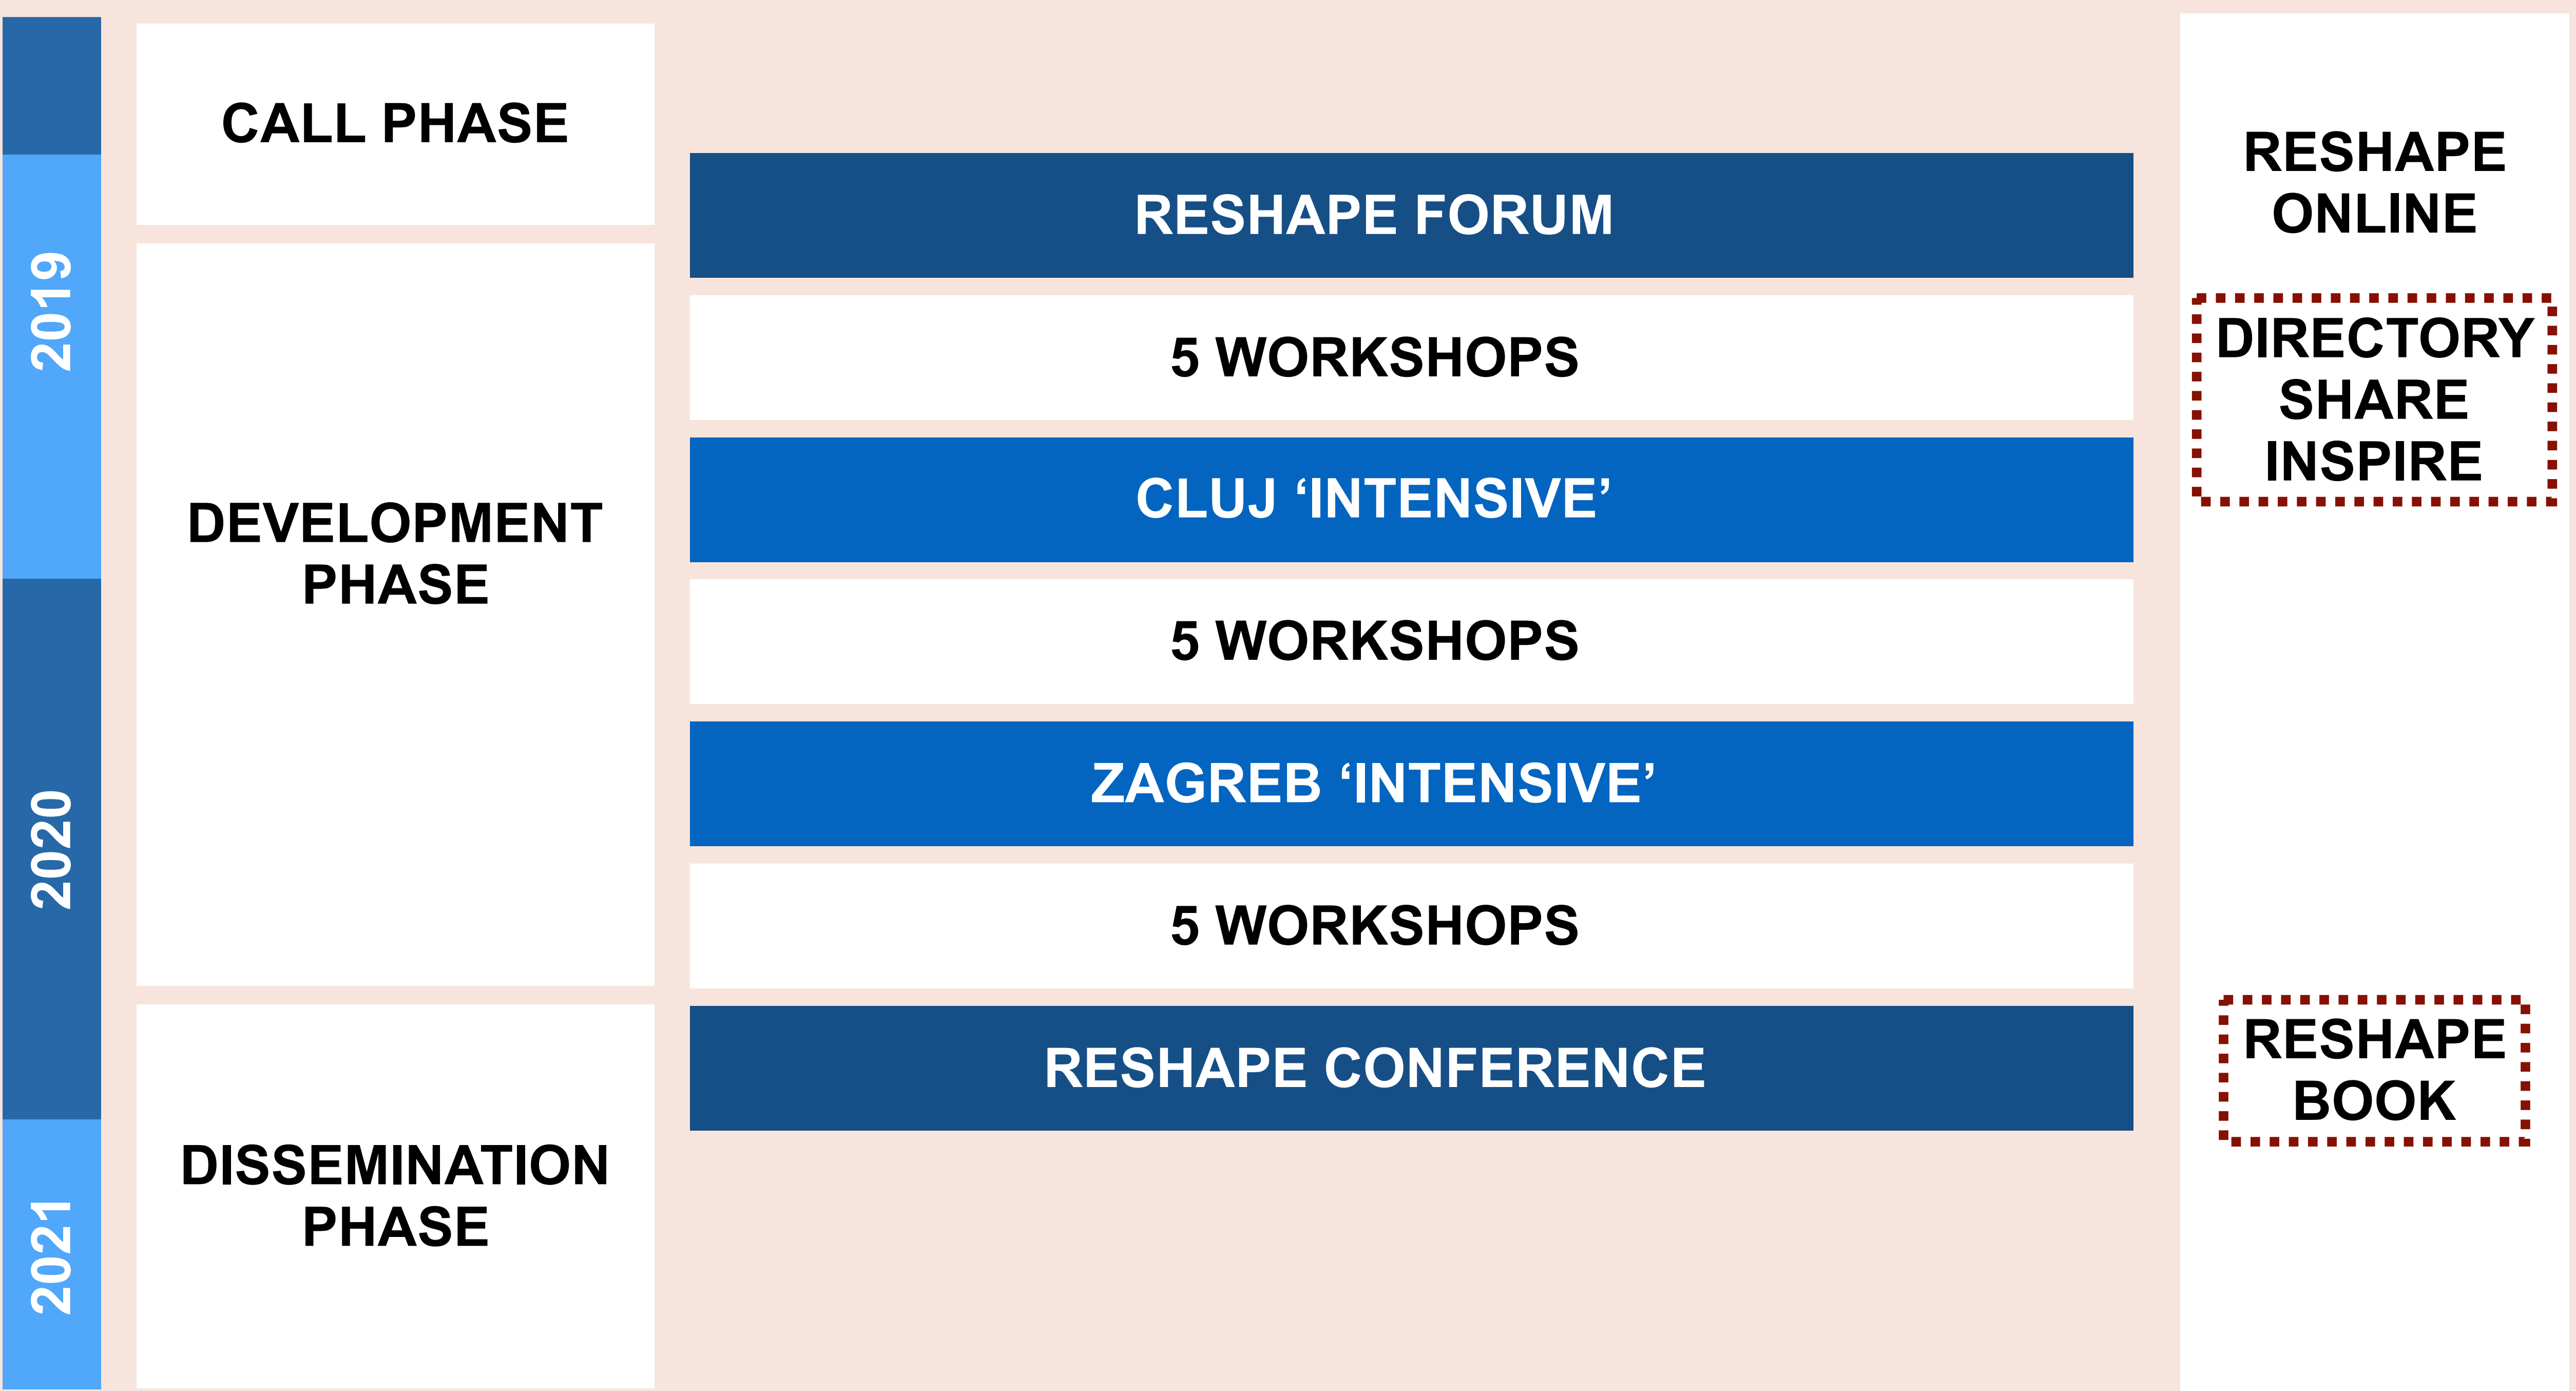 2019
2020
2021
CALL PHASE
DEVELOPMENT
PHASE
DISSEMINATION
PHASE
RESHAPE FORUM
5 WORKSHOPS
CLUJ ‘INTENSIVE’
5 WORKSHOPS
ZAGREB ‘INTENSIVE’
5 WORKSHOPS
RESHAPE CONFERENCE
RESHAPE
ONLINE
DIRECTORY
SHARE
INSPIRE
RESHAPE
BOOK